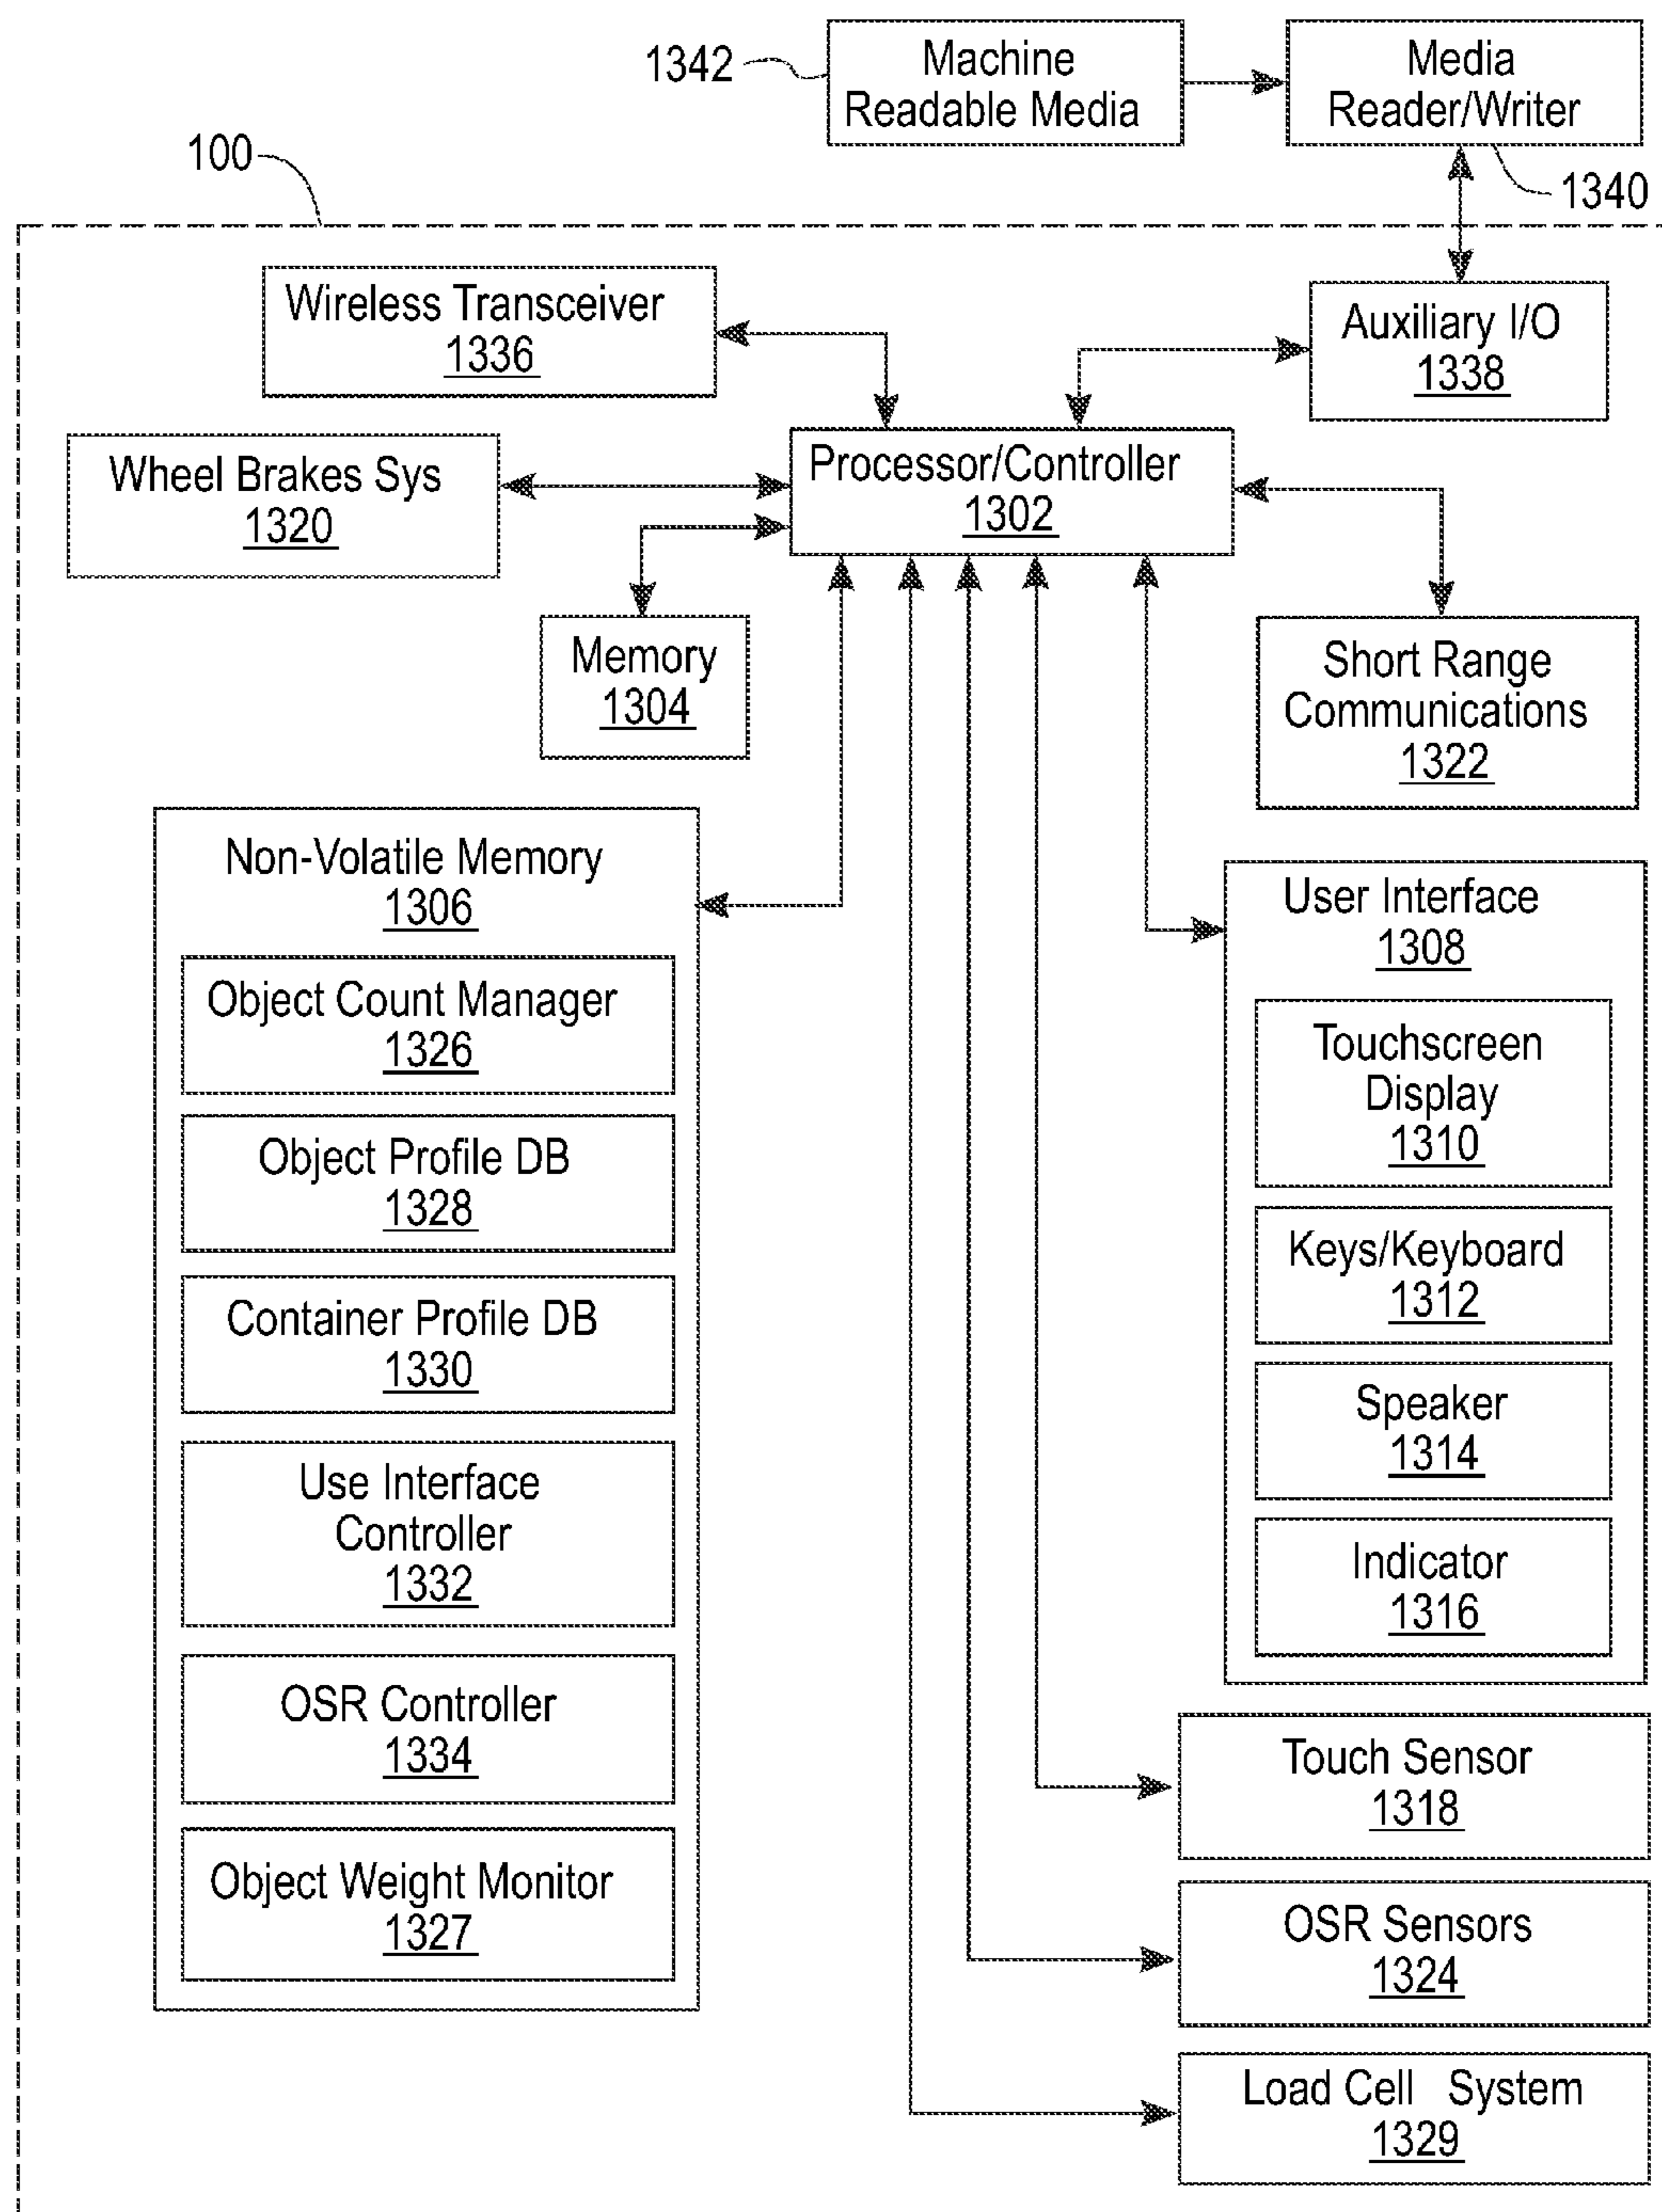 1342
Machine
Readable Media
Media
Reader/Writer
1340
100
Wireless Transceiver
1336
Auxiliary I/O
1338
Wheel Brakes Sys
1320
Processor/Controller
1302
Memory
1304
Short Range
Communications
1322
Non-Volatile Memory
1306
Object Count Manager
1326
Object Profile DB
1328
Container Profile DB
1330
Use Interface
Controller
1332
OSR Controller
1334
Object Weight Monitor
1327
User Interface
1308
Touchscreen
Display
1310
Keys/Keyboard
1312
Speaker
1314
Indicator
1316
Touch Sensor
1318
OSR Sensors
1324
Load Cell System
1329